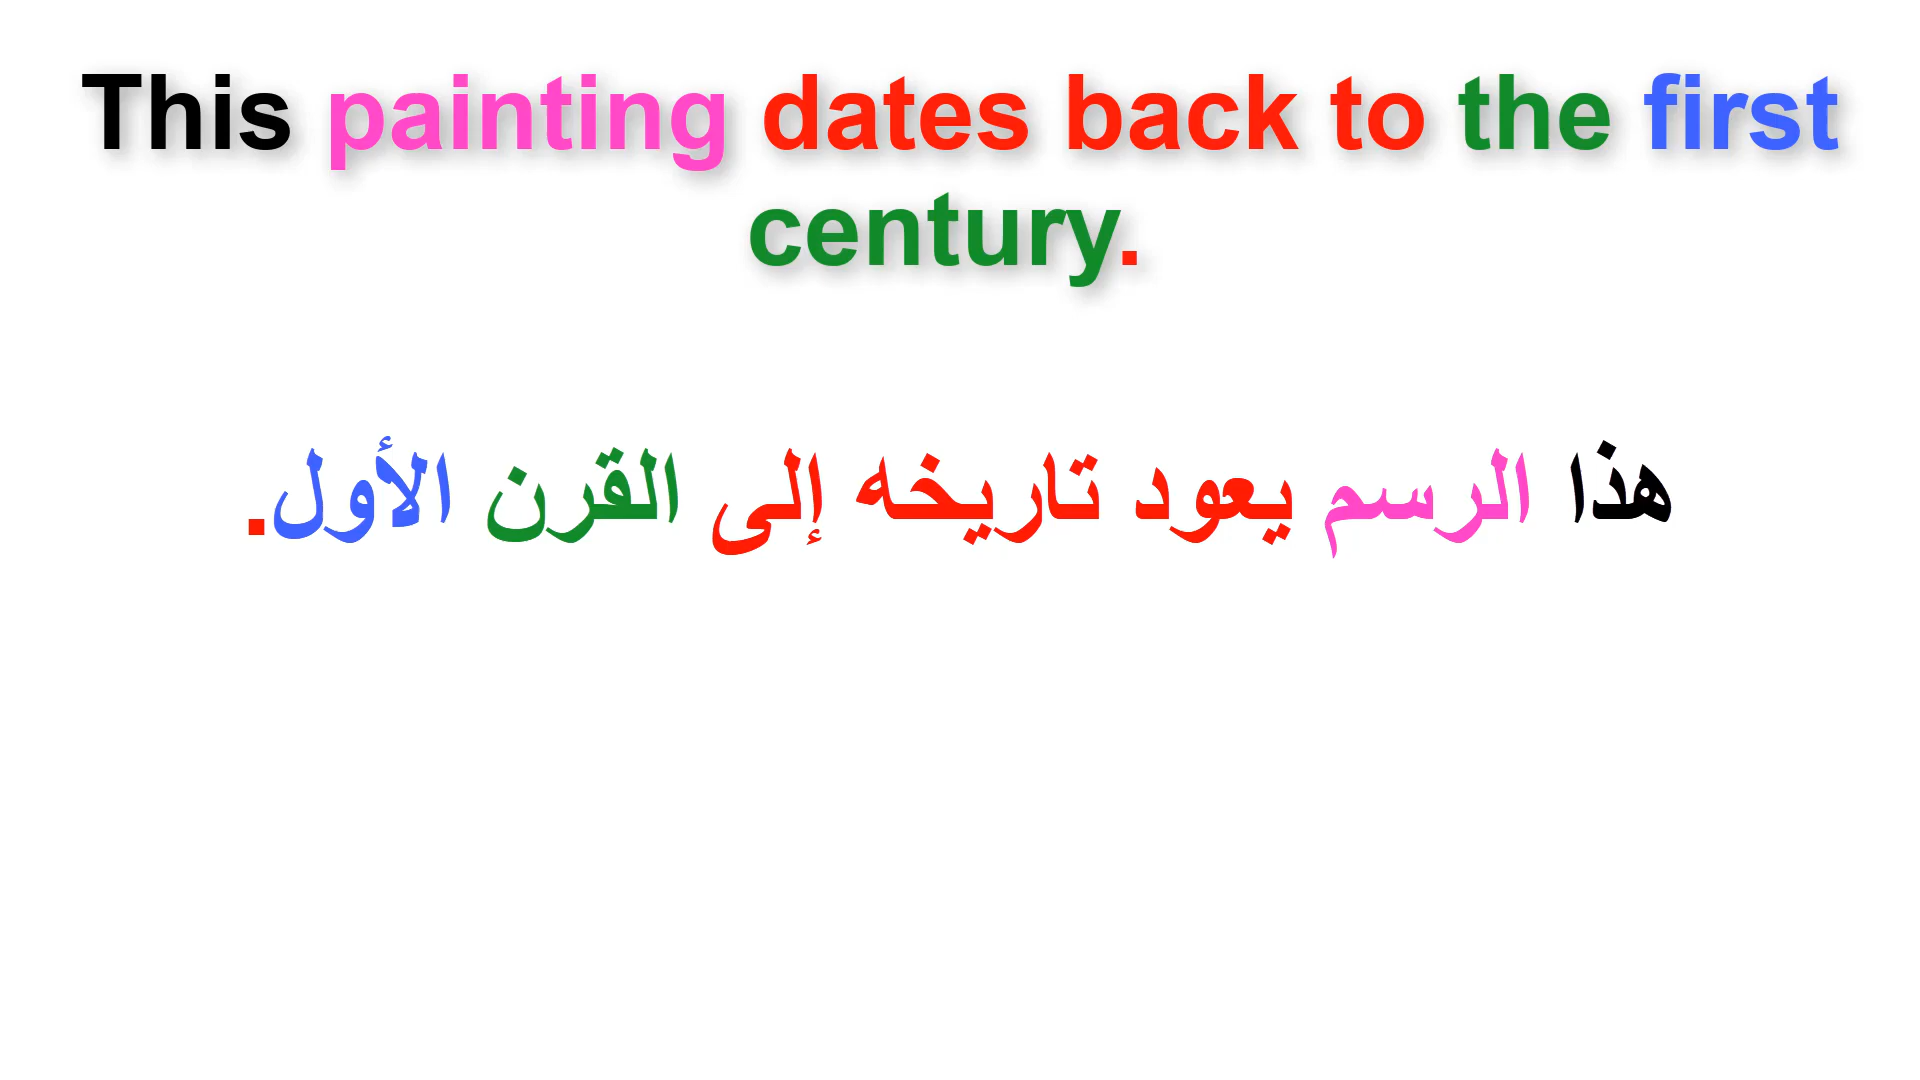 This painting dates back to the first
century.
هذا الرسم يعود تاريخه إلى القرن الأول.